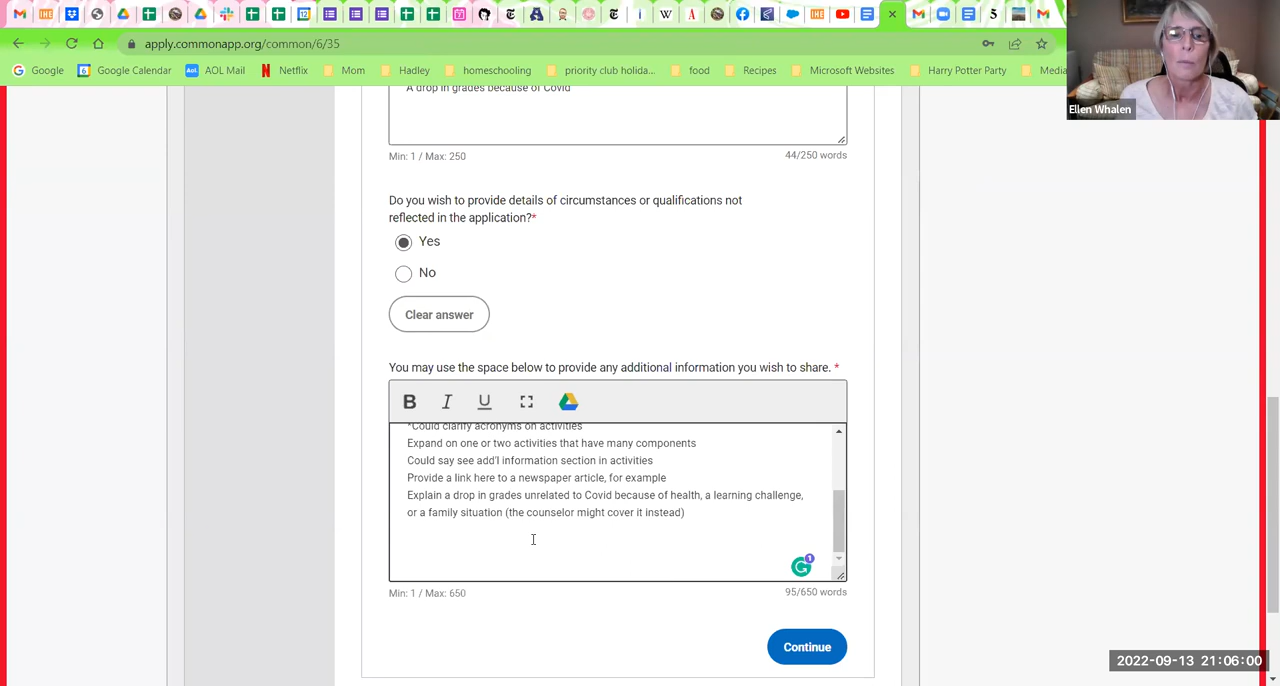 apply.commonapp.org/common/6/35
Google
Google Calendar
AOL Mail
Netflix
Mom
Hadley
homeschooling
priority club holida...
food
Recipes
Microsoft Websites
Harry Potter Party
Media
Ellen Whalen
A drop in grades because of Covid
Min: 1 / Max: 250
44/250 words
Do you wish to provide details of circumstances or qualifications not
reflected in the application?*
Yes
No
Clear answer
You may use the space below to provide any additional information you wish to share. *
B I U
*Could clarify acronyms on activities
Expand on one or two activities that have many components
Could say see add'l information section in activities
Provide a link here to a newspaper article, for example
Explain a drop in grades unrelated to Covid because of health, a learning challenge,
or a family situation (the counselor might cover it instead)
1
Min: 1 / Max: 650
95/650 words
Continue
2022-09-13 21:06:00